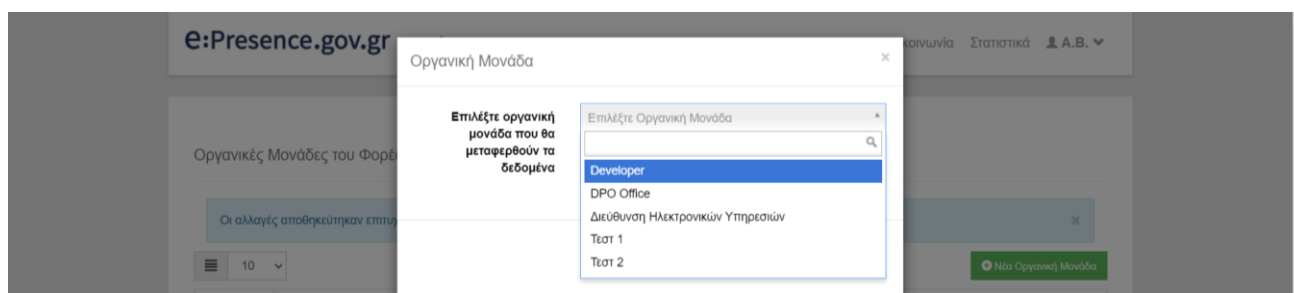 e:Presence.gov.gr
κοινωνία Στατιστικά Α.Β.
Οργανική Μονάδα ×
Επιλέξτε οργανική
μονάδα που θα
μεταφερθούν τα
δεδομένα
Επιλέξτε Οργανική Μονάδα
Developer
DPO Office
Διεύθυνση Ηλεκτρονικών Υπηρεσιών
Τεστ 1
Τεστ 2
Οργανικές Μονάδες του Φορέ
Οι αλλαγές αποθηκεύτηκαν επιτυχ ×
10
Νέα Οργανική Μονάδα